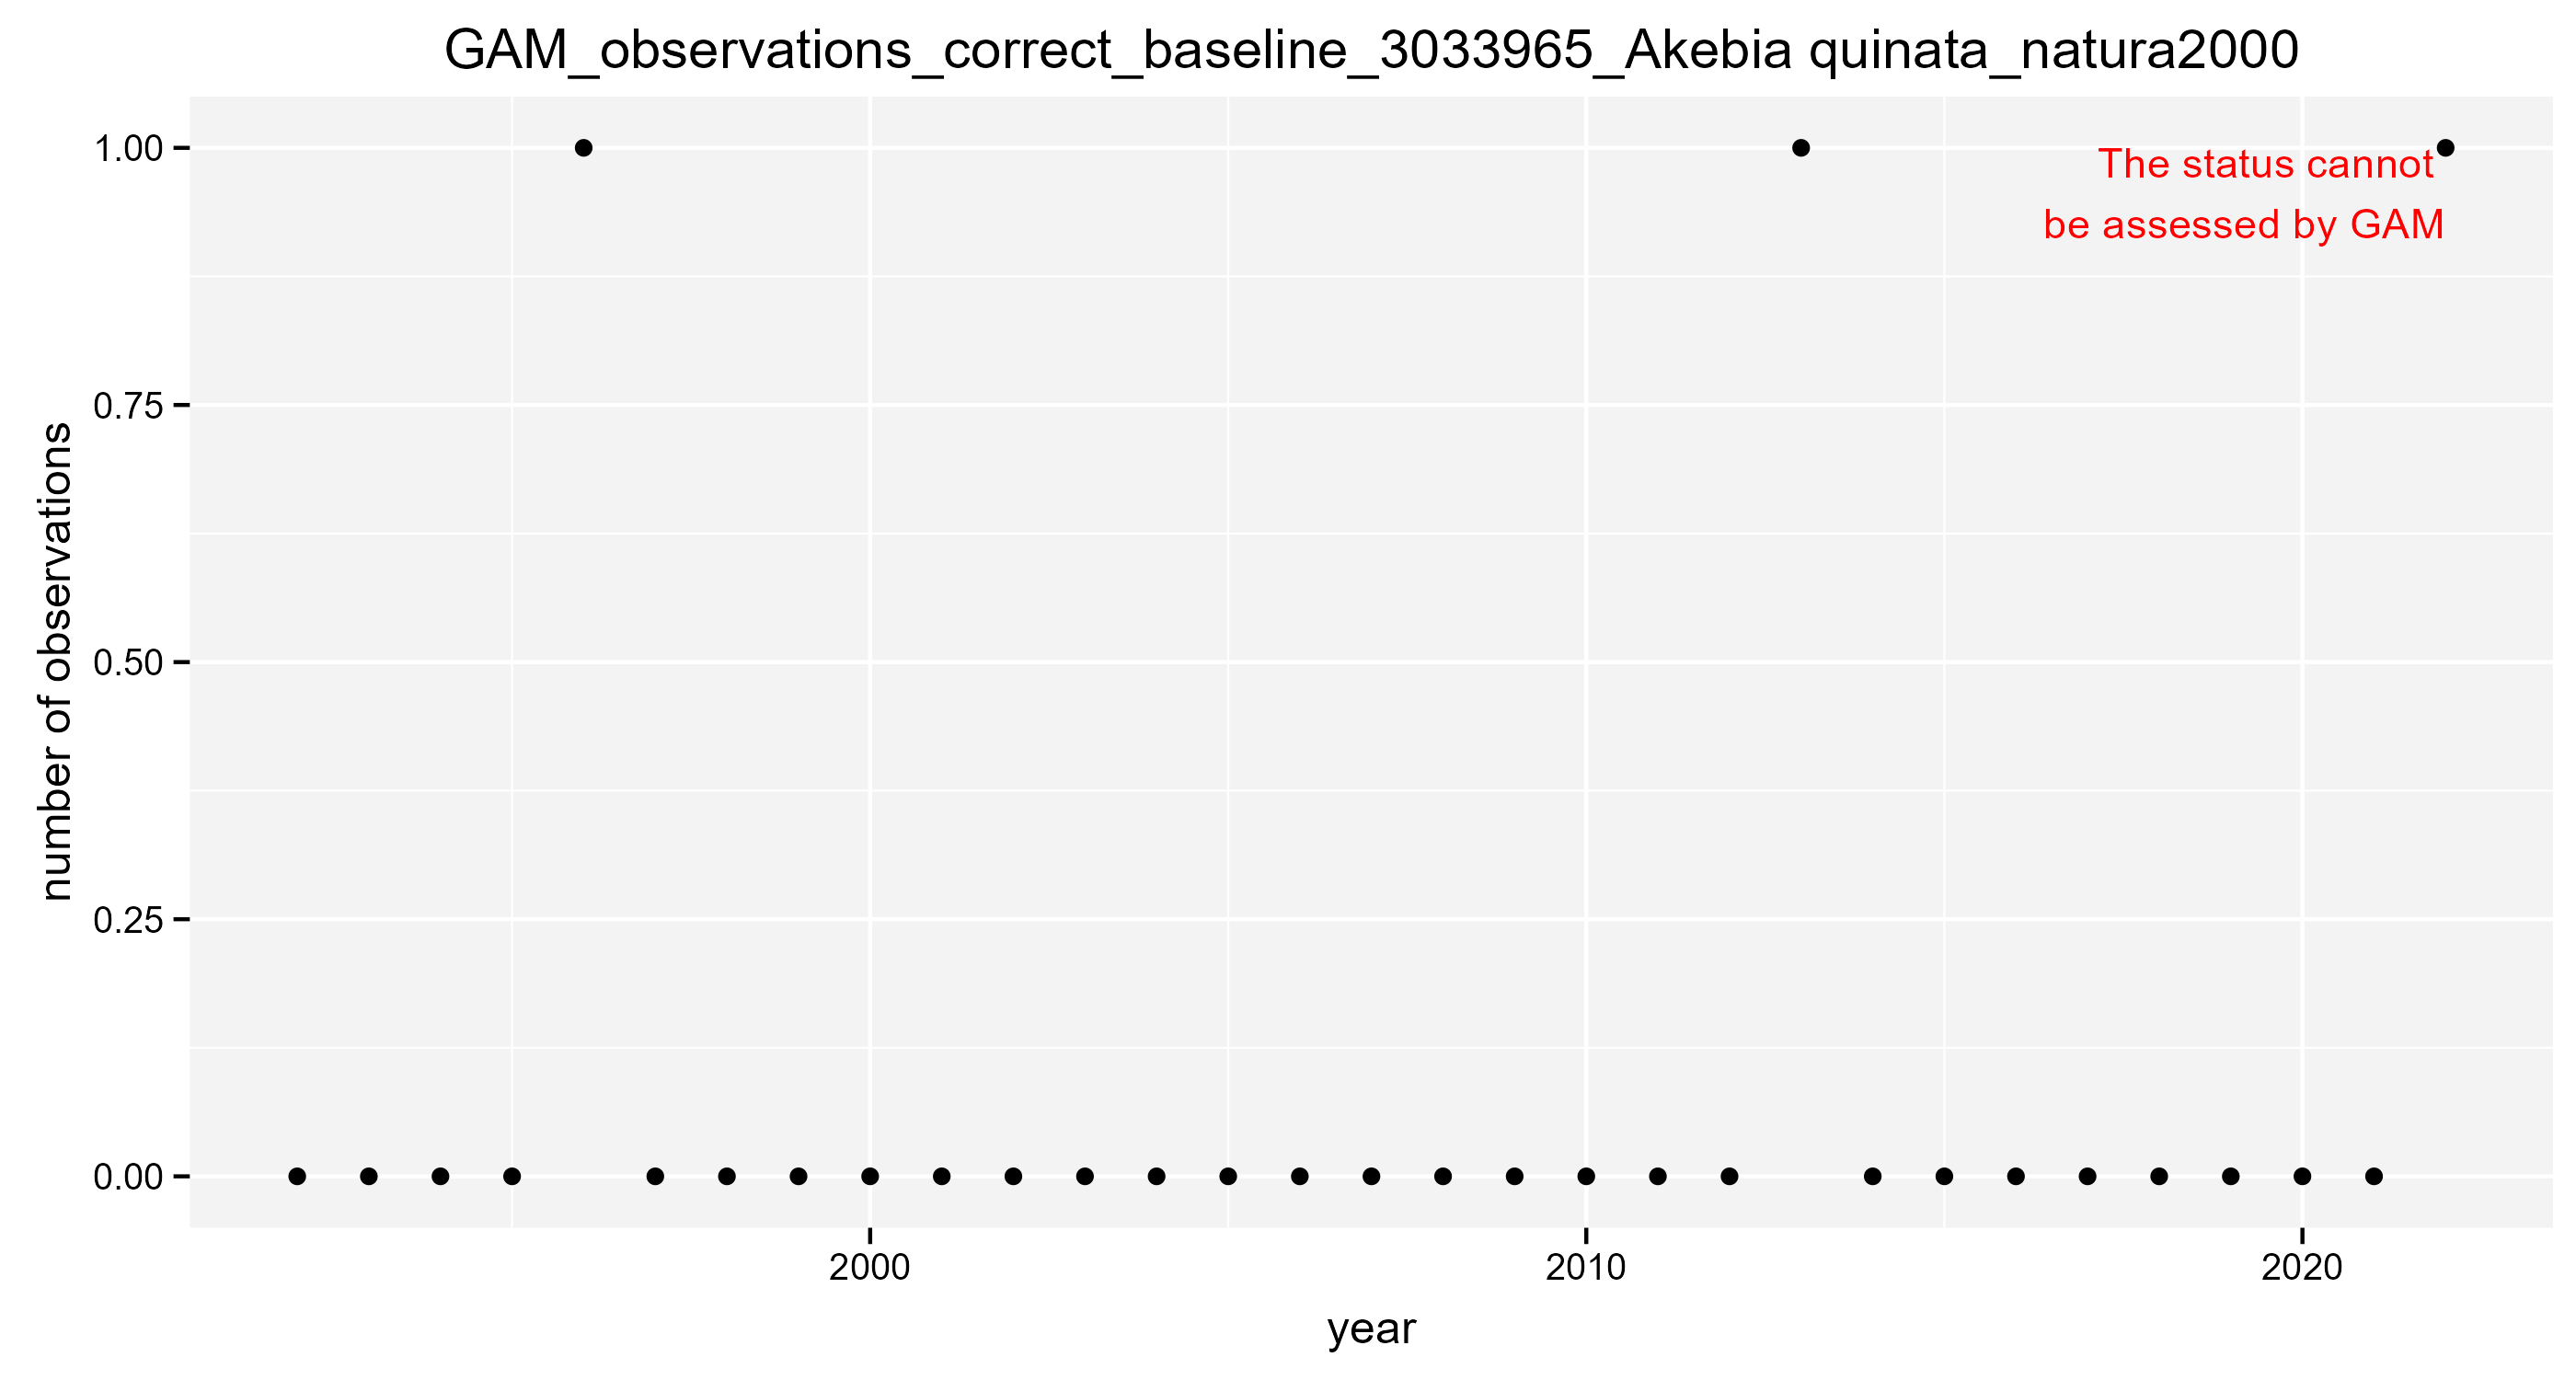 GAM_observations_correct_baseline_3033965_Akebia quinata_natura2000
The status cannot
be assessed by GAM
number of observations
1.00
0.75
0.50
0.25
0.00
2000
2010
2020
year